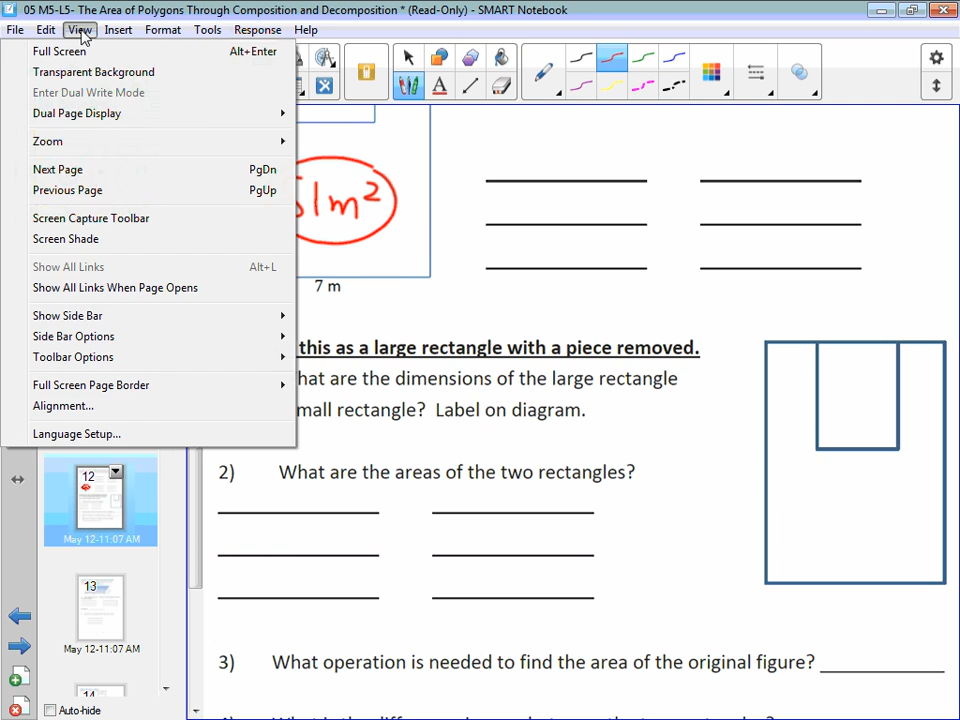 05 M5-L5- The Area of Polygons Through Composition and Decomposition * (Read-Only) - SMART Notebook
File Edit View Insert Format Tools Response Help
Full Screen Alt+Enter
Transparent Background
Enter Dual Write Mode
Dual Page Display
Zoom
Next Page PgDn
Previous Page PgUp
Screen Capture Toolbar
Screen Shade
Show All Links Alt+L
Show All Links When Page Opens
Show Side Bar
Side Bar Options
Toolbar Options
Full Screen Page Border
Alignment...
Language Setup...
1m²
7 m
this as a large rectangle with a piece removed.
hat are the dimensions of the large rectangle
mall rectangle? Label on diagram.
2) What are the areas of the two rectangles?
3) What operation is needed to find the area of the original figure?
12
May 12-11:07 AM
13
May 12-11:07 AM
14
Auto-hide